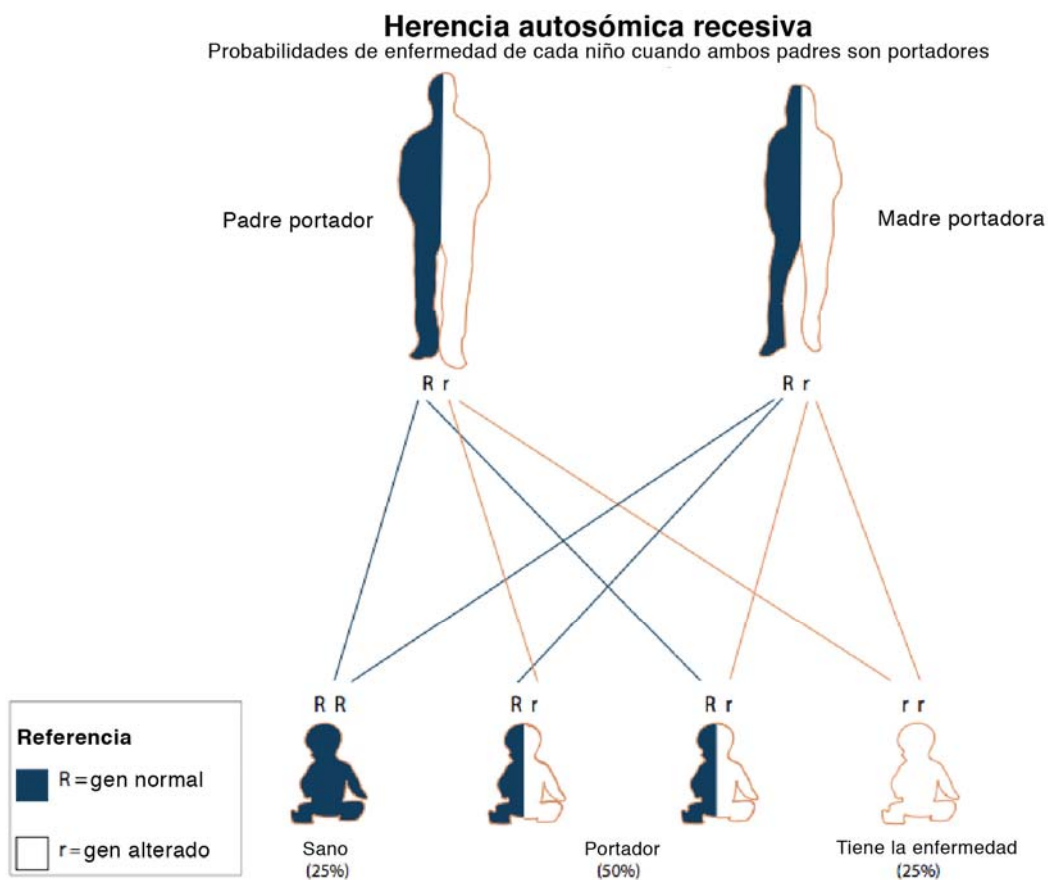 Herencia autosómica recesiva
Probabilidades de enfermedad de cada niño cuando ambos padres son portadores
Padre portador
Madre portadora
R r
R r
R R
R r
R r
r r
Referencia
R=gen normal
r=gen alterado
Sano
(25%)
Portador
(50%)
Tiene la enfermedad
(25%)